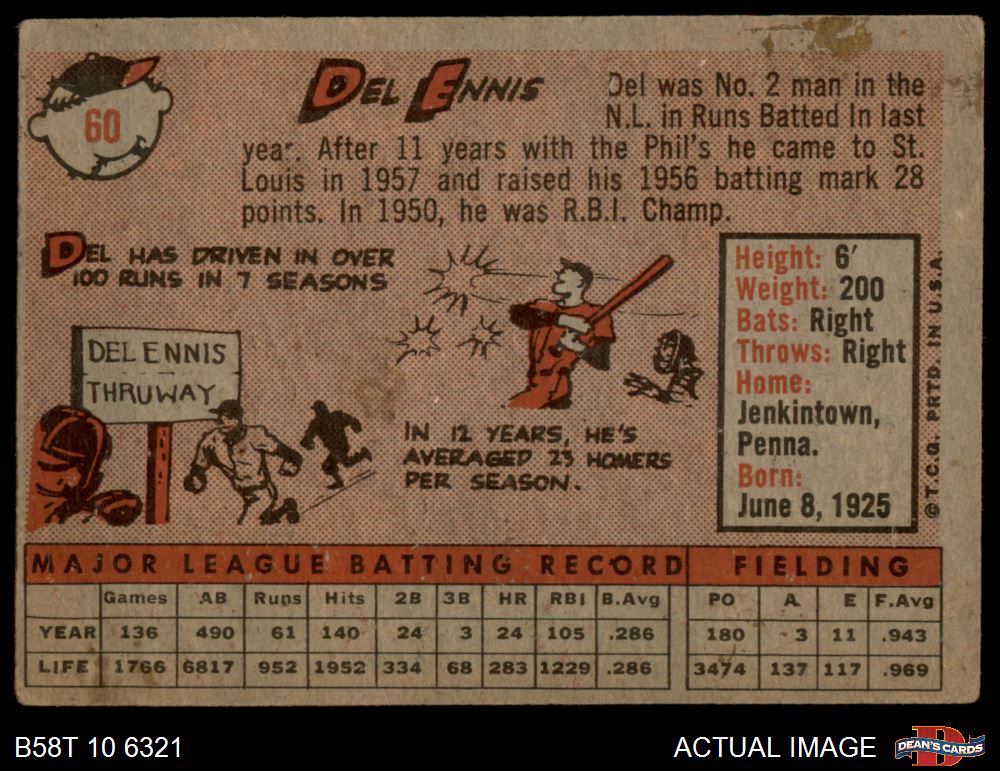 60
DEL ENNIS
Del was No. 2 man in the
N.L. in Runs Batted In last
year. After 11 years with the Phil's he came to St.
Louis in 1957 and raised his 1956 batting mark 28
points. In 1950, he was R.B.I. Champ.
DEL HAS DRIVEN IN OVER
100 RUNS IN 7 SEASONS
DEL ENNIS
THRUWAY
IN 12 YEARS, HE'S
AVERAGED 23 HOMERS
PER SEASON.
Height: 6'
Weight: 200
Bats: Right
Throws: Right
Home:
Jenkintown,
Penna.
Born:
June 8, 1925
© T.C.G. PRTD. IN U.S.A.
MAJOR LEAGUE BATTING RECORD FIELDING
Games AB Runs Hits 2B 3B HR RBI B.Avg PO A E F.Avg
YEAR 136 490 61 140 24 3 24 105 .286 180 3 11 .943
LIFE 1766 6817 952 1952 334 68 283 1229 .286 3474 137 117 .969
B58T 10 6321
ACTUAL IMAGE
DEAN'S CARDS